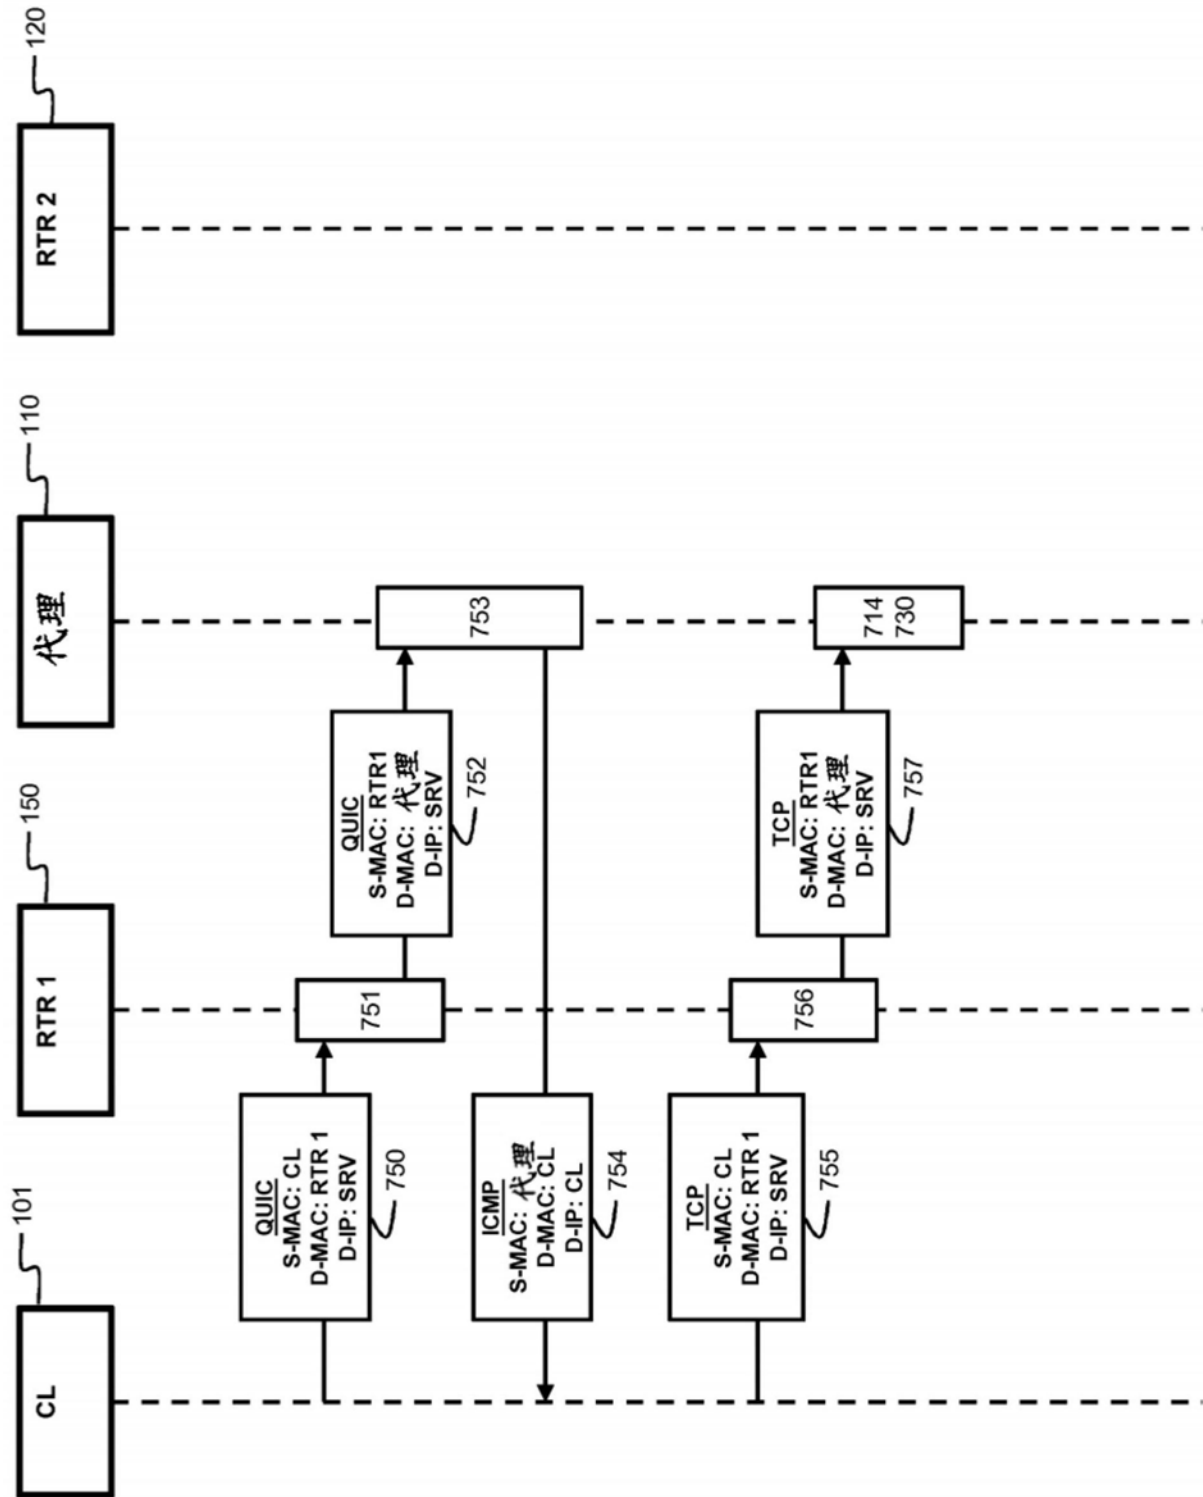 CL
101
RTR 1
150
代理
110
RTR 2
120
QUIC
S-MAC: CL
D-MAC: RTR 1
D-IP: SRV
750
751
QUIC
S-MAC: RTR1
D-MAC: 代理
D-IP: SRV
752
753
ICMP
S-MAC: 代理
D-MAC: CL
D-IP: CL
754
TCP
S-MAC: CL
D-MAC: RTR 1
D-IP: SRV
755
756
TCP
S-MAC: RTR1
D-MAC: 代理
D-IP: SRV
757
714
730